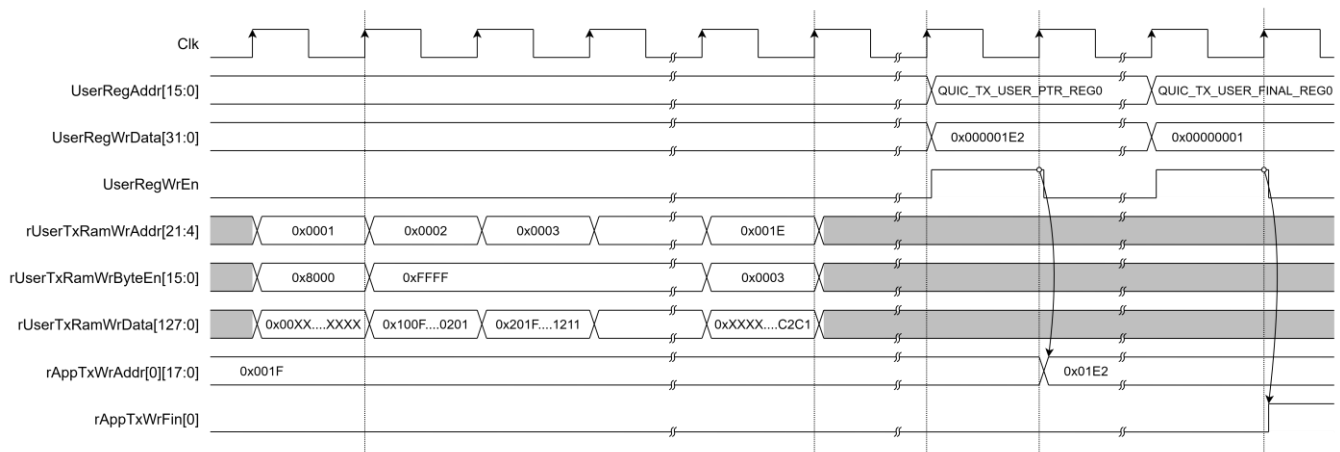 Clk
UserRegAddr[15:0] QUIC_TX_USER_PTR_REG0 QUIC_TX_USER_FINAL_REG0
UserRegWrData[31:0] 0x000001E2 0x00000001
UserRegWrEn
rUserTxRamWrAddr[21:4] 0x0001 0x0002 0x0003 0x001E
rUserTxRamWrByteEn[15:0] 0x8000 0xFFFF 0x0003
rUserTxRamWrData[127:0] 0x00XX....XXXX 0x100F....0201 0x201F....1211 0xXXXX....C2C1
rAppTxWrAddr[0][17:0] 0x001F 0x01E2
rAppTxWrFin[0]